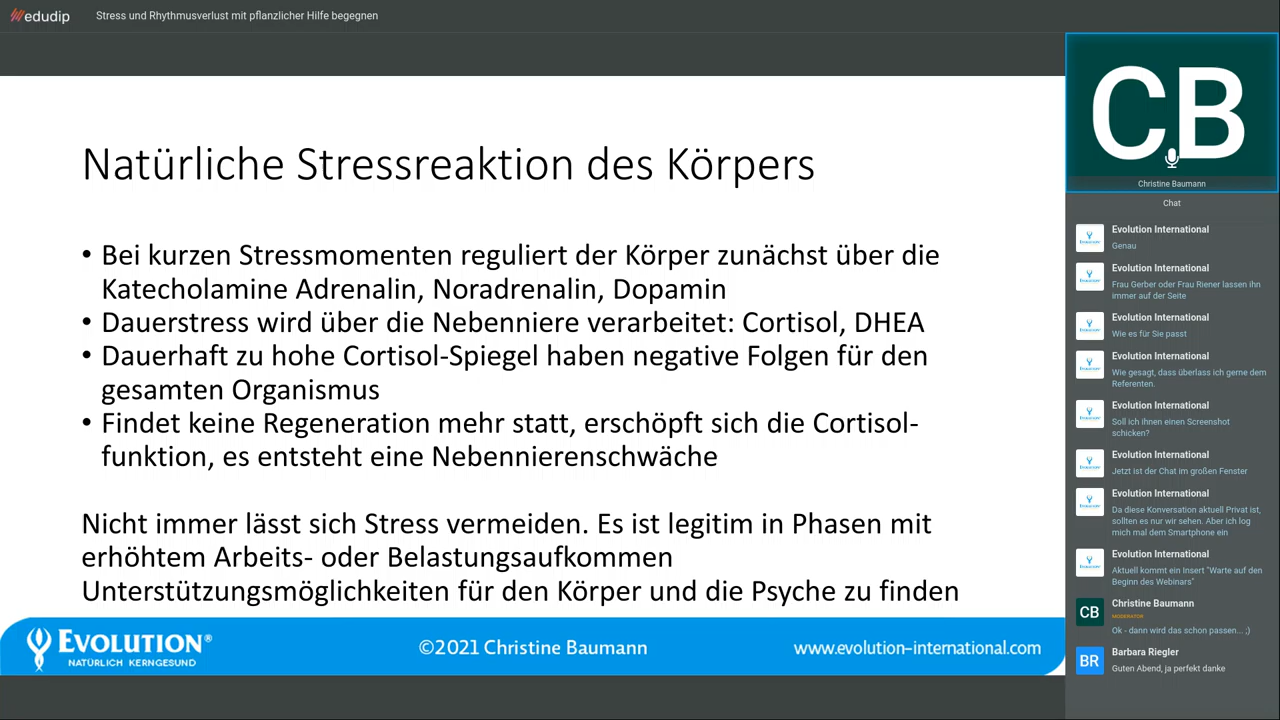 edudip
Stress und Rhythmusverlust mit pflanzlicher Hilfe begegnen
Natürliche Stressreaktion des Körpers
• Bei kurzen Stressmomenten reguliert der Körper zunächst über die
Katecholamine Adrenalin, Noradrenalin, Dopamin
• Dauerstress wird über die Nebenniere verarbeitet: Cortisol, DHEA
• Dauerhaft zu hohe Cortisol-Spiegel haben negative Folgen für den
gesamten Organismus
• Findet keine Regeneration mehr statt, erschöpft sich die Cortisol-
funktion, es entsteht eine Nebennierenschwäche
Nicht immer lässt sich Stress vermeiden. Es ist legitim in Phasen mit
erhöhtem Arbeits- oder Belastungsaufkommen
Unterstützungsmöglichkeiten für den Körper und die Psyche zu finden
EVOLUTION®
NATÜRLICH KERNGESUND
©2021 Christine Baumann
www.evolution-international.com
CB
Christine Baumann
Chat
Evolution International
Genau
Evolution International
Frau Gerber oder Frau Riener lassen ihn
immer auf der Seite
Evolution International
Wie es für Sie passt
Evolution International
Wie gesagt, dass überlass ich gerne dem
Referenten.
Evolution International
Soll ich ihnen einen Screenshot
schicken?
Evolution International
Jetzt ist der Chat im großen Fenster
Evolution International
Da diese Konversation aktuell Privat ist,
sollten es nur wir sehen. Aber ich log
mich mal dem Smartphone ein
Evolution International
Aktuell kommt ein Insert "Warte auf den
Beginn des Webinars"
CB
Christine Baumann
MODERATOR
Ok - dann wird das schon passen... ;)
BR
Barbara Riegler
Guten Abend, ja perfekt danke